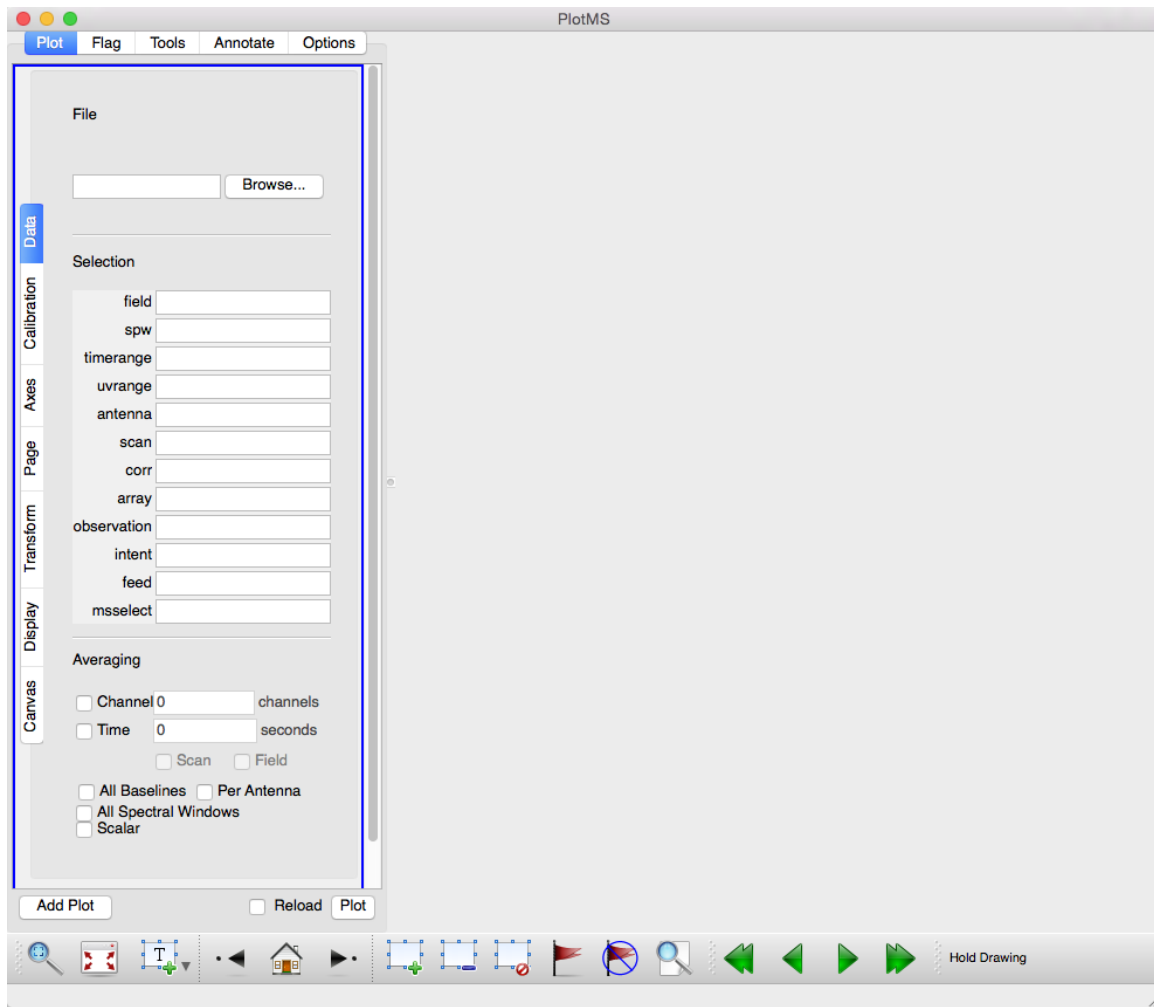 PlotMS
Plot Flag Tools Annotate Options
File
Browse...
Data
Calibration
Axes
Page
Transform
Display
Canvas
Selection
field
spw
timerange
uvrange
antenna
scan
corr
array
observation
intent
feed
msselect
Averaging
Channel 0 channels
Time 0 seconds
Scan Field
All Baselines Per Antenna
All Spectral Windows
Scalar
Add Plot Reload Plot
T
Hold Drawing